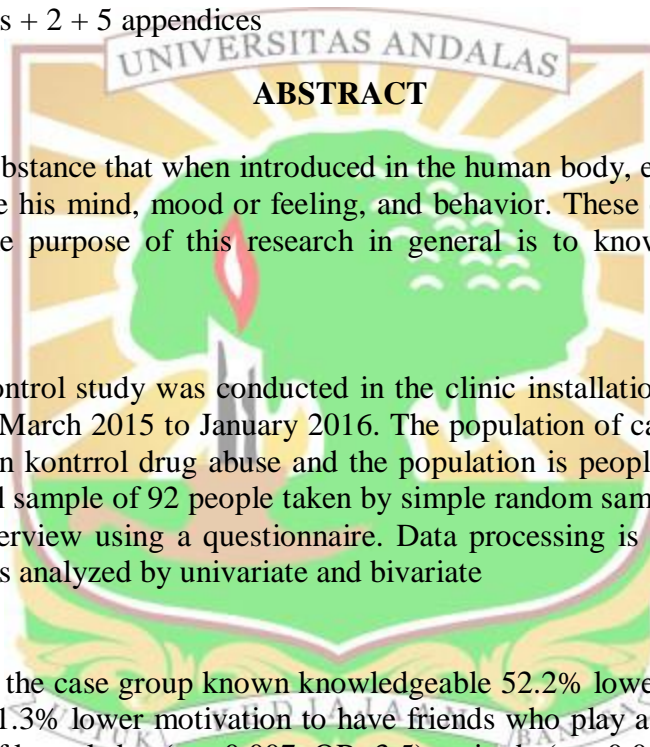 s + 2 + 5 appendices
UNIVERSITAS ANDALAS
ABSTRACT
bstance that when introduced in the human body, e
e his mind, mood or feeling, and behavior. These
e purpose of this research in general is to know
ontrol study was conducted in the clinic installatio
March 2015 to January 2016. The population of ca
n kontrrol drug abuse and the population is peopl
l sample of 92 people taken by simple random sam
erview using a questionnaire. Data processing is
s analyzed by univariate and bivariate
the case group known knowledgeable 52.2% lowe
1.3% lower motivation to have friends who play a